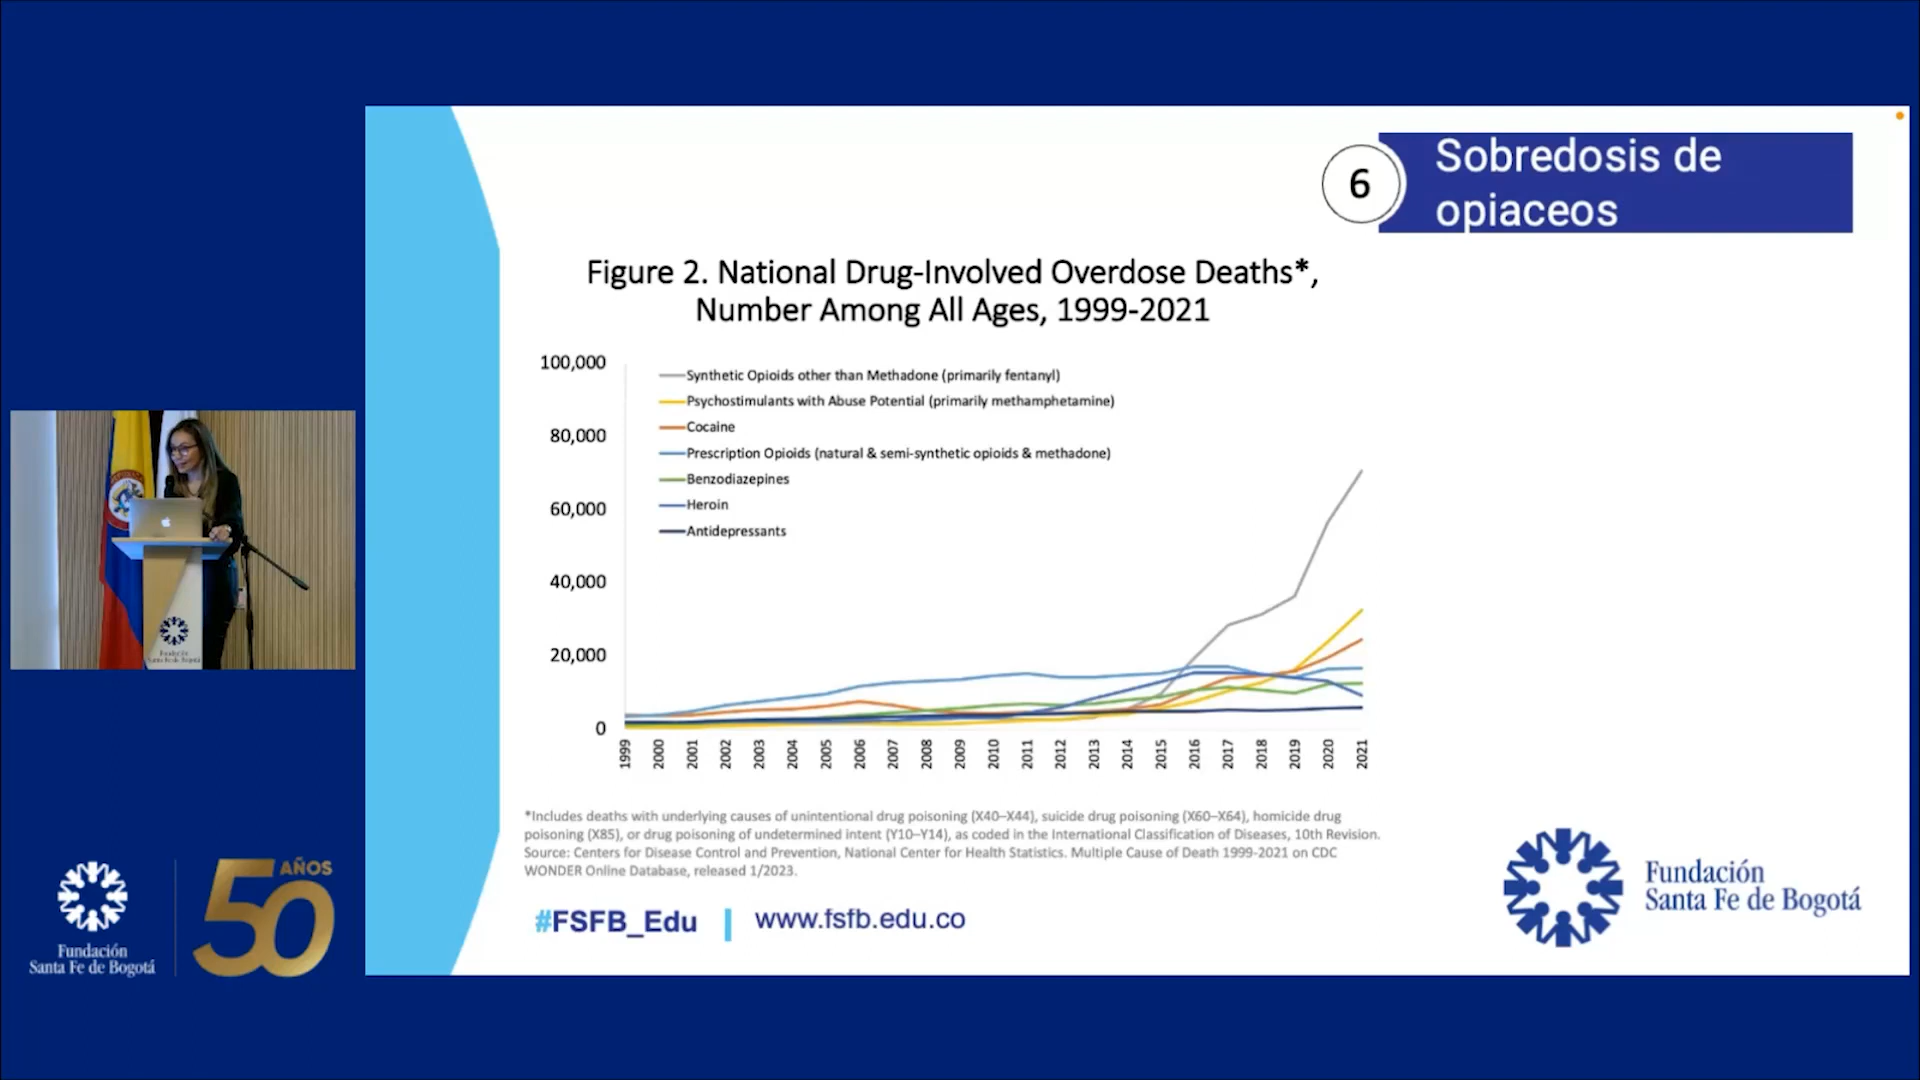 6
Sobredosis de
opiaceos
Figure 2. National Drug-Involved Overdose Deaths*,
Number Among All Ages, 1999-2021
100,000
80,000
60,000
40,000
20,000
0
Synthetic Opioids other than Methadone (primarily fentanyl)
Psychostimulants with Abuse Potential (primarily methamphetamine)
Cocaine
Prescription Opioids (natural & semi-synthetic opioids & methadone)
Benzodiazepines
Heroin
Antidepressants
1999 2000 2001 2002 2003 2004 2005 2006 2007 2008 2009 2010 2011 2012 2013 2014 2015 2016 2017 2018 2019 2020 2021
*Includes deaths with underlying causes of unintentional drug poisoning (X40–X44), suicide drug poisoning (X60–X64), homicide drug
poisoning (X85), or drug poisoning of undetermined intent (Y10–Y14), as coded in the International Classification of Diseases, 10th Revision.
Source: Centers for Disease Control and Prevention, National Center for Health Statistics. Multiple Cause of Death 1999-2021 on CDC
WONDER Online Database, released 1/2023.
#FSFB_Edu | www.fsfb.edu.co
Fundación
Santa Fe de Bogotá
Fundación
Santa Fe de Bogotá
50 AÑOS
Fundación
Santa Fe de Bogotá